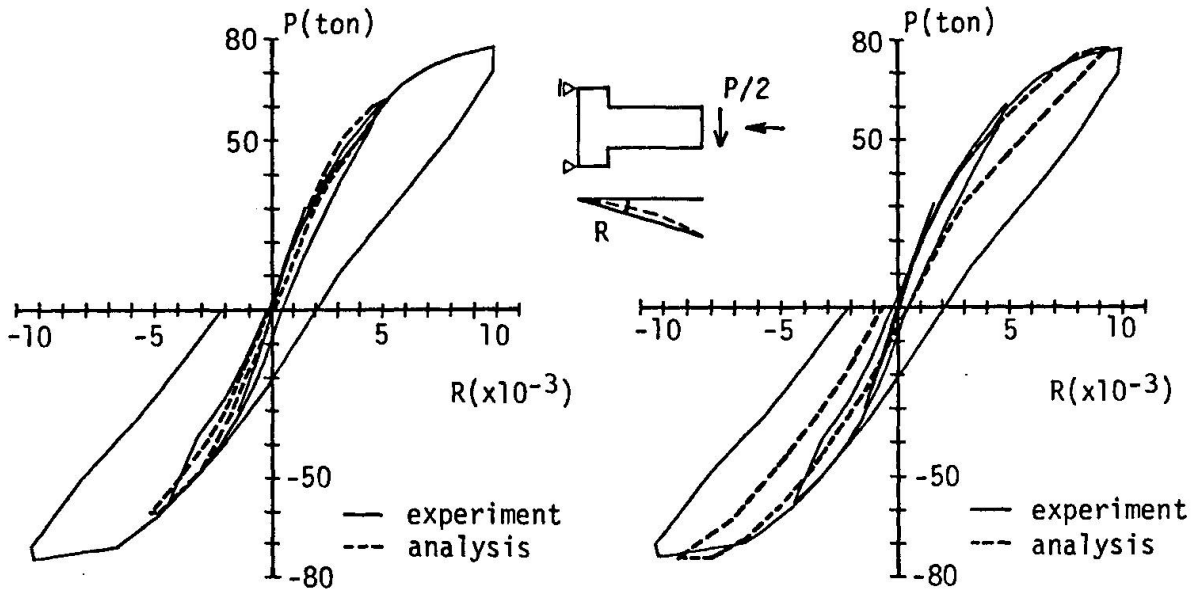 P(ton)
80
50
-10
-5
5
10
R(x10-3)
-50
-80
experiment
analysis
P/2
R
P(ton)
80
50
-10
-5
5
10
R(x10-3)
-50
-80
experiment
analysis